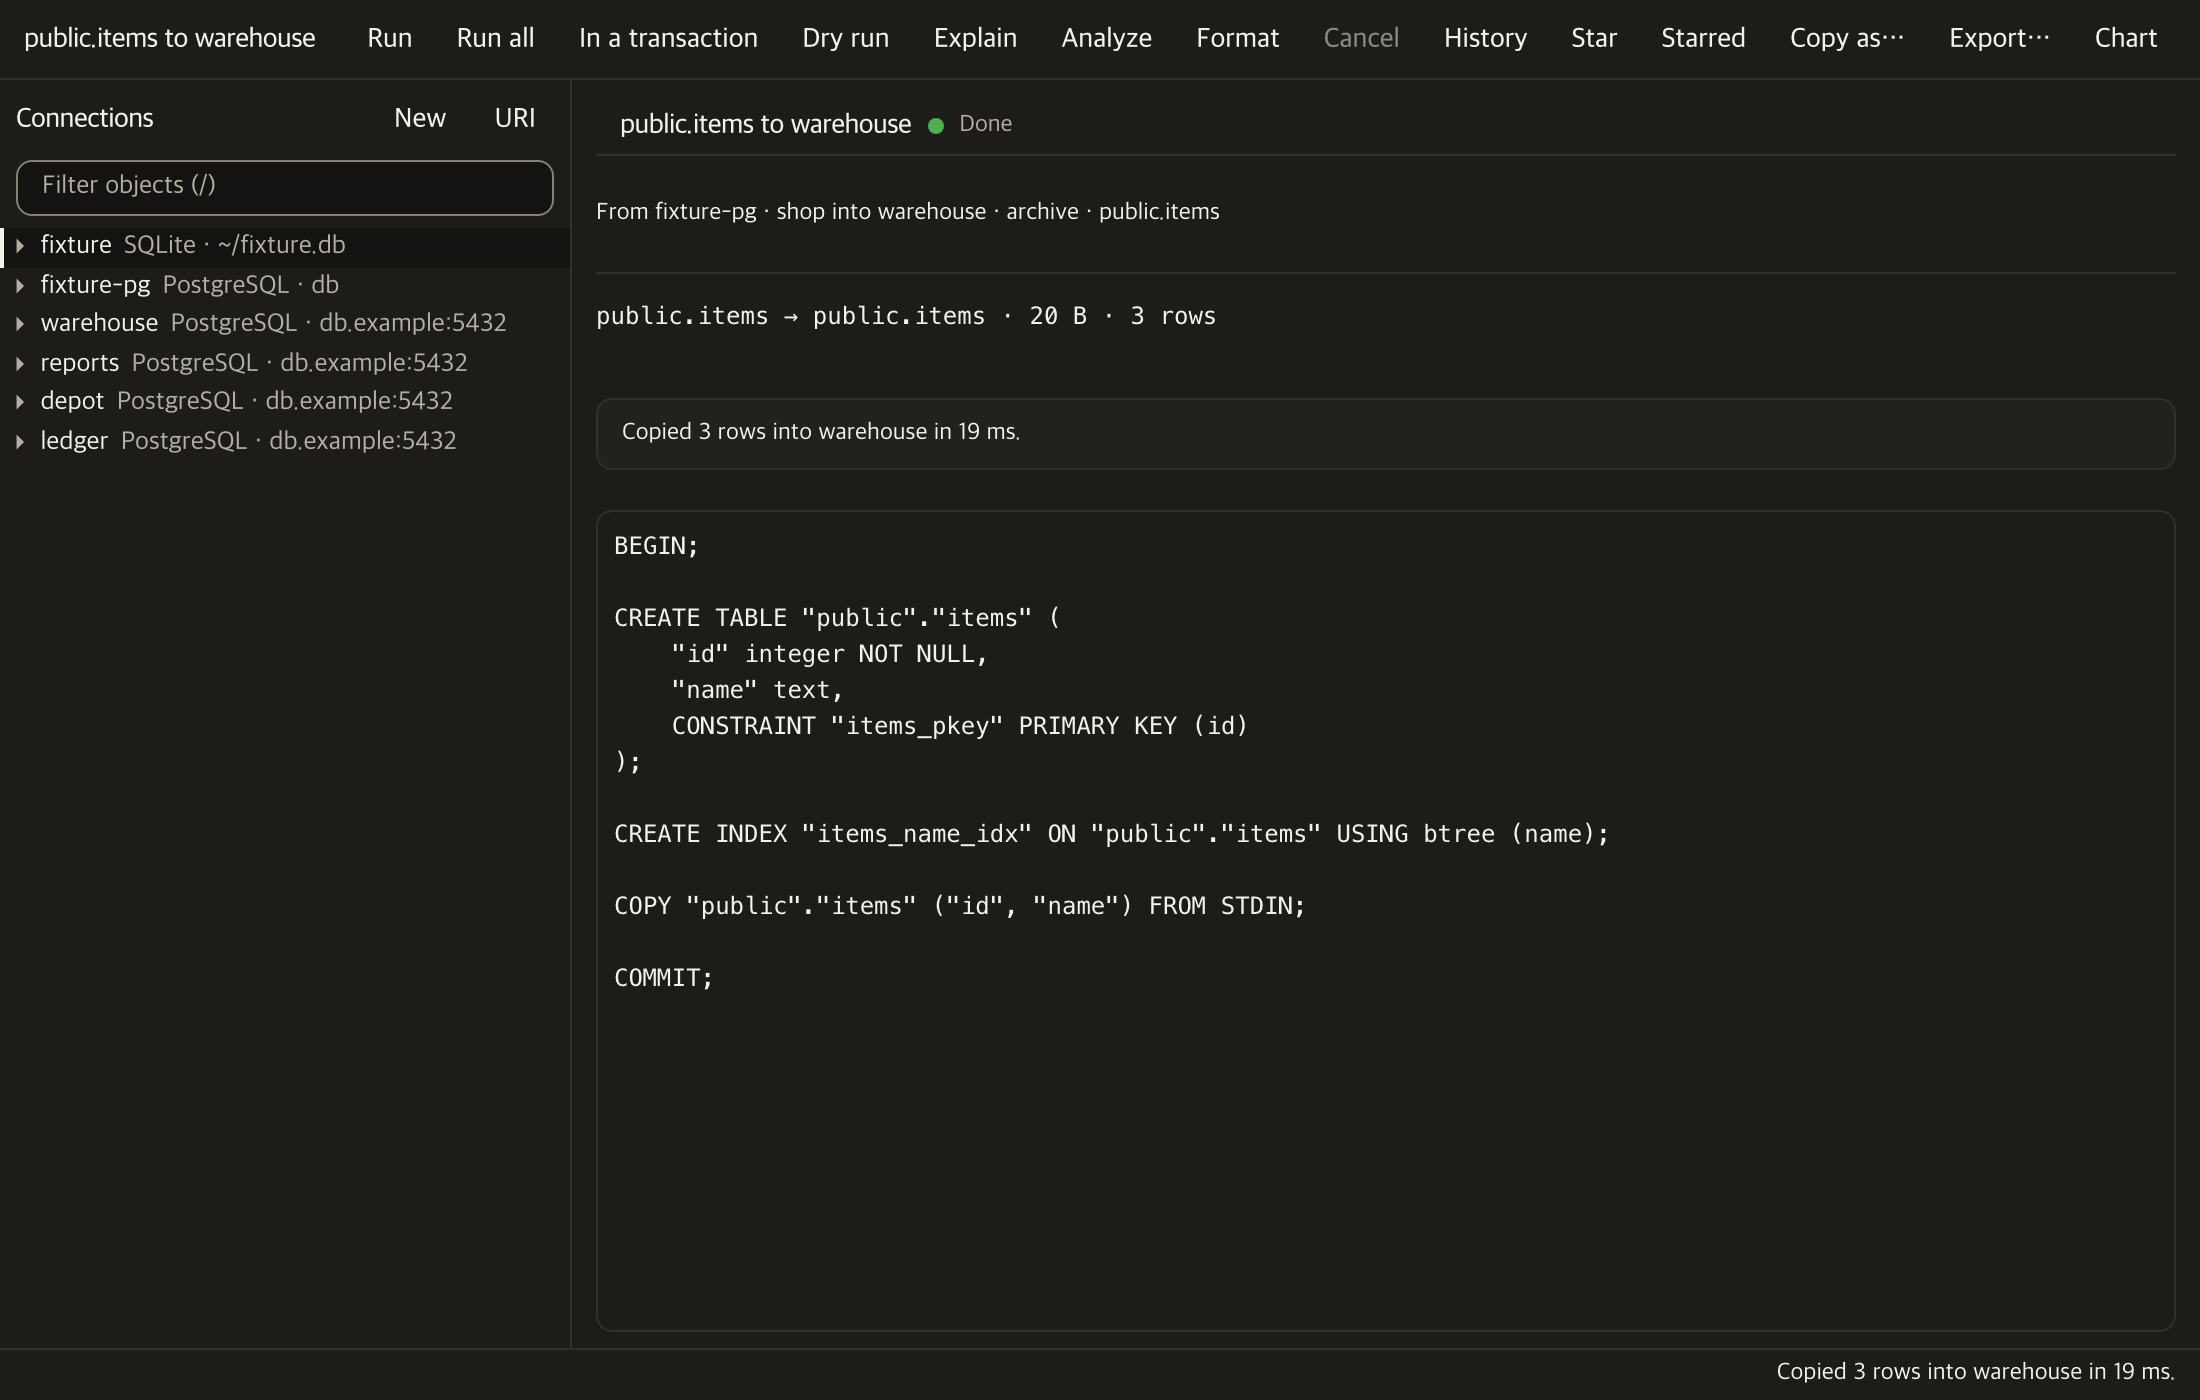 public.items to warehouse Run Run all In a transaction Dry run Explain Analyze Format Cancel History Star Starred Copy as··· Export··· Chart
Connections New URI
Filter objects (/)
fixture SQLite · ~/fixture.db
fixture-pg PostgreSQL · db
warehouse PostgreSQL · db.example:5432
reports PostgreSQL · db.example:5432
depot PostgreSQL · db.example:5432
ledger PostgreSQL · db.example:5432
public.items to warehouse Done
From fixture-pg · shop into warehouse · archive · public.items
public.items → public.items · 20 B · 3 rows
Copied 3 rows into warehouse in 19 ms.
BEGIN;
CREATE TABLE "public"."items" (
    "id" integer NOT NULL,
    "name" text,
    CONSTRAINT "items_pkey" PRIMARY KEY (id)
);
CREATE INDEX "items_name_idx" ON "public"."items" USING btree (name);
COPY "public"."items" ("id", "name") FROM STDIN;
COMMIT;
Copied 3 rows into warehouse in 19 ms.